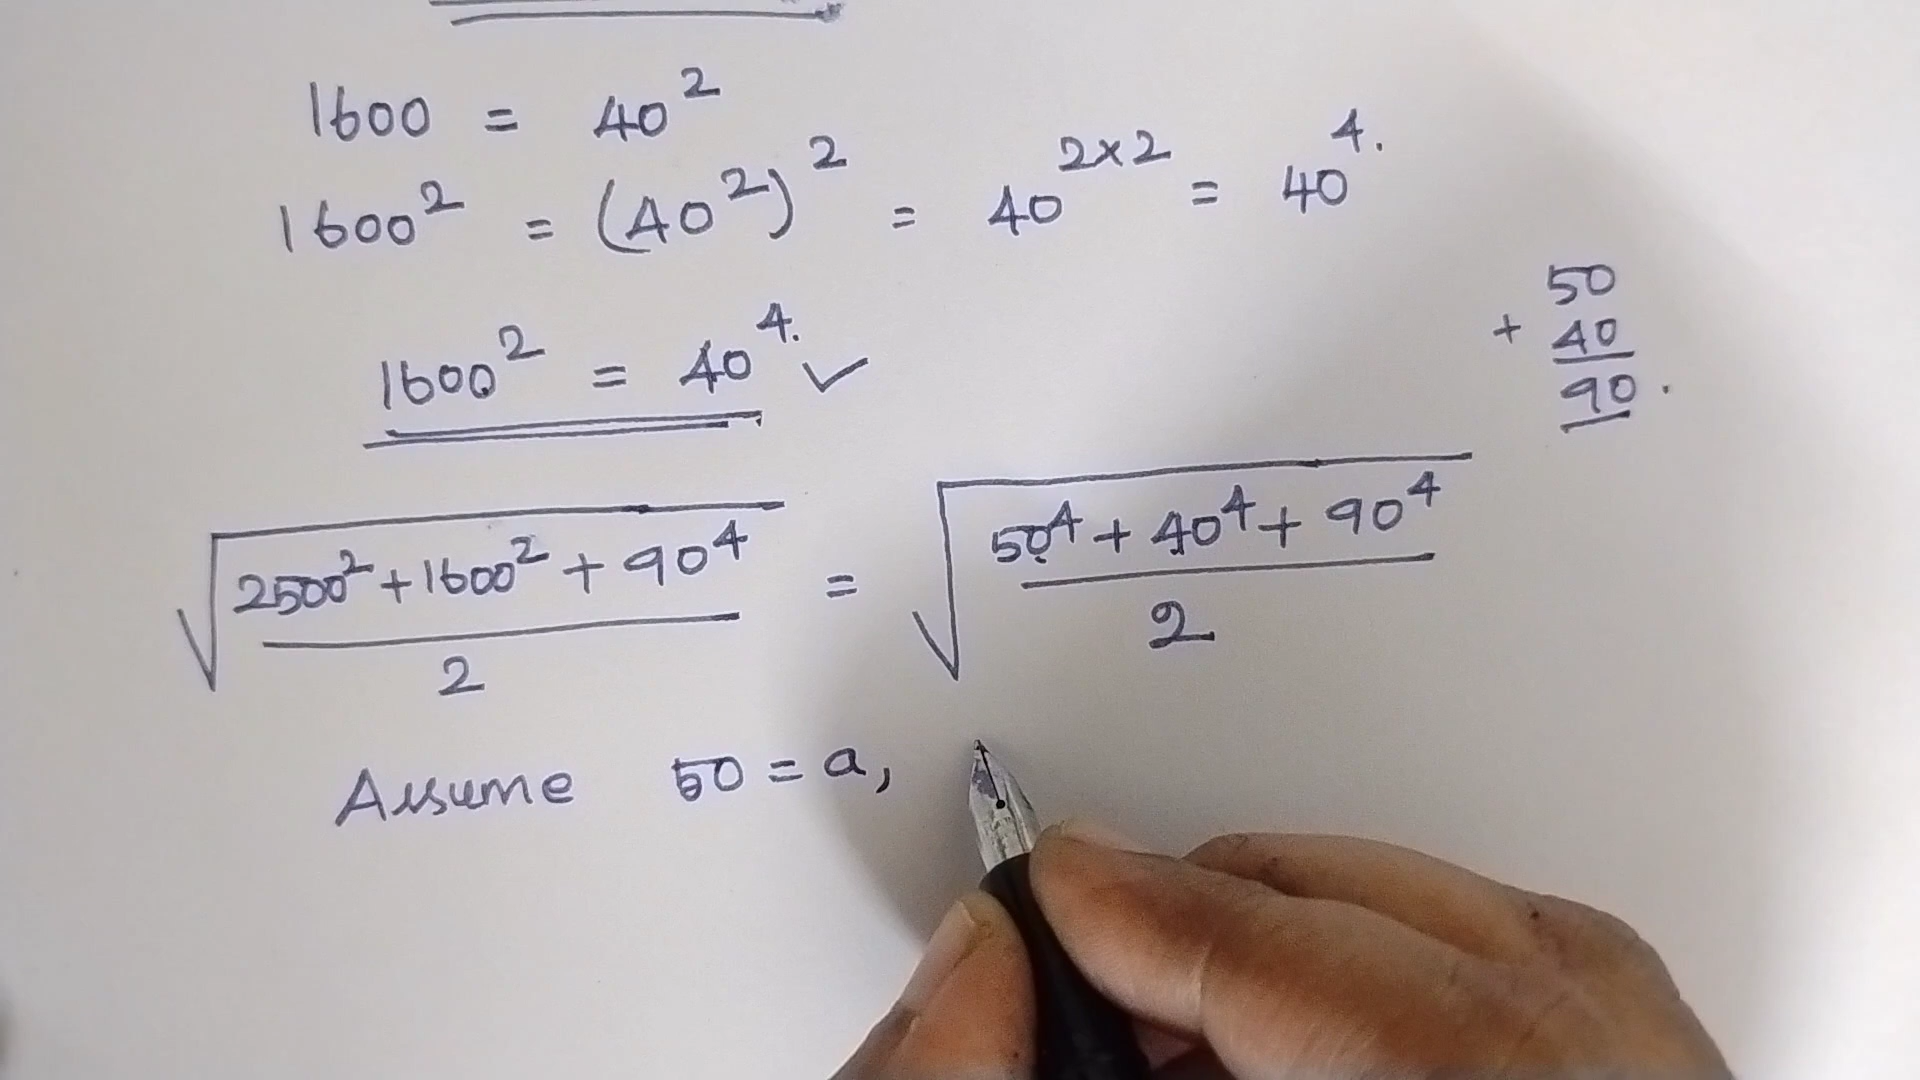 1600 = 40²
1600² = (40²)² = 40^(2×2) = 40⁴.
50
+ 40
90.
1600² = 40⁴. ✓
√((2500² + 1600² + 90⁴)/2) = √((50⁴ + 40⁴ + 90⁴)/2)
Assume 50 = a,